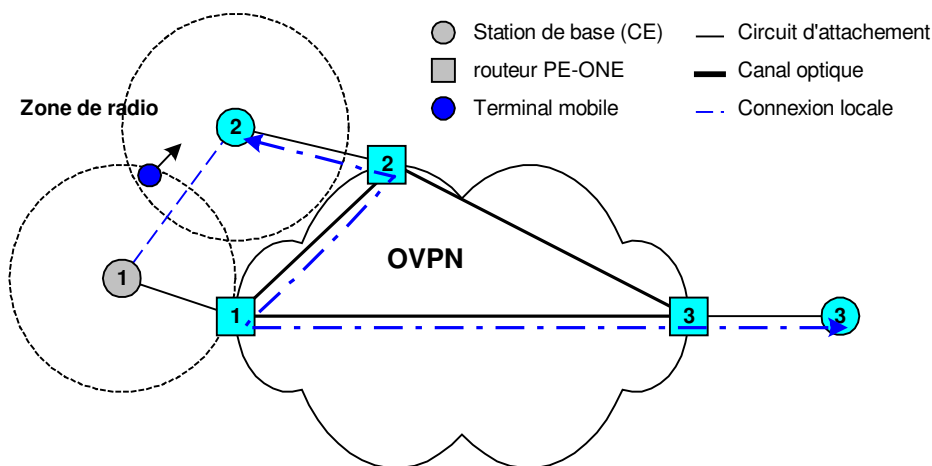 Station de base (CE)
Circuit d'attachement
routeur PE-ONE
Canal optique
Zone de radio
Terminal mobile
Connexion locale
2
2
OVPN
1
1
3
3